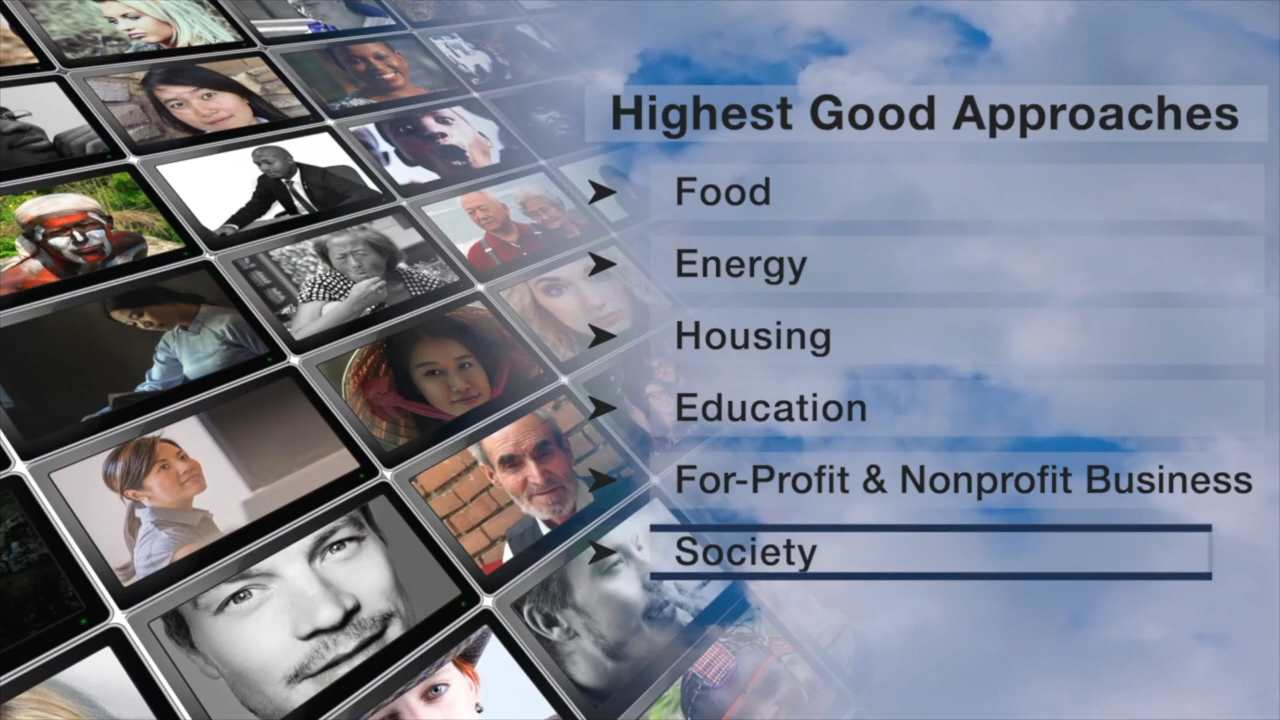 Highest Good Approaches
Food
Energy
Housing
Education
For-Profit & Nonprofit Business
Society